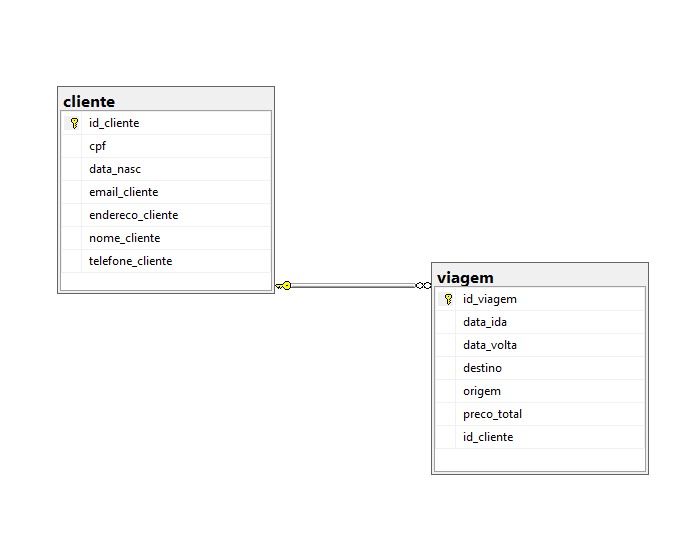 cliente
id_cliente
cpf
data_nasc
email_cliente
endereco_cliente
nome_cliente
telefone_cliente
viagem
id_viagem
data_ida
data_volta
destino
origem
preco_total
id_cliente